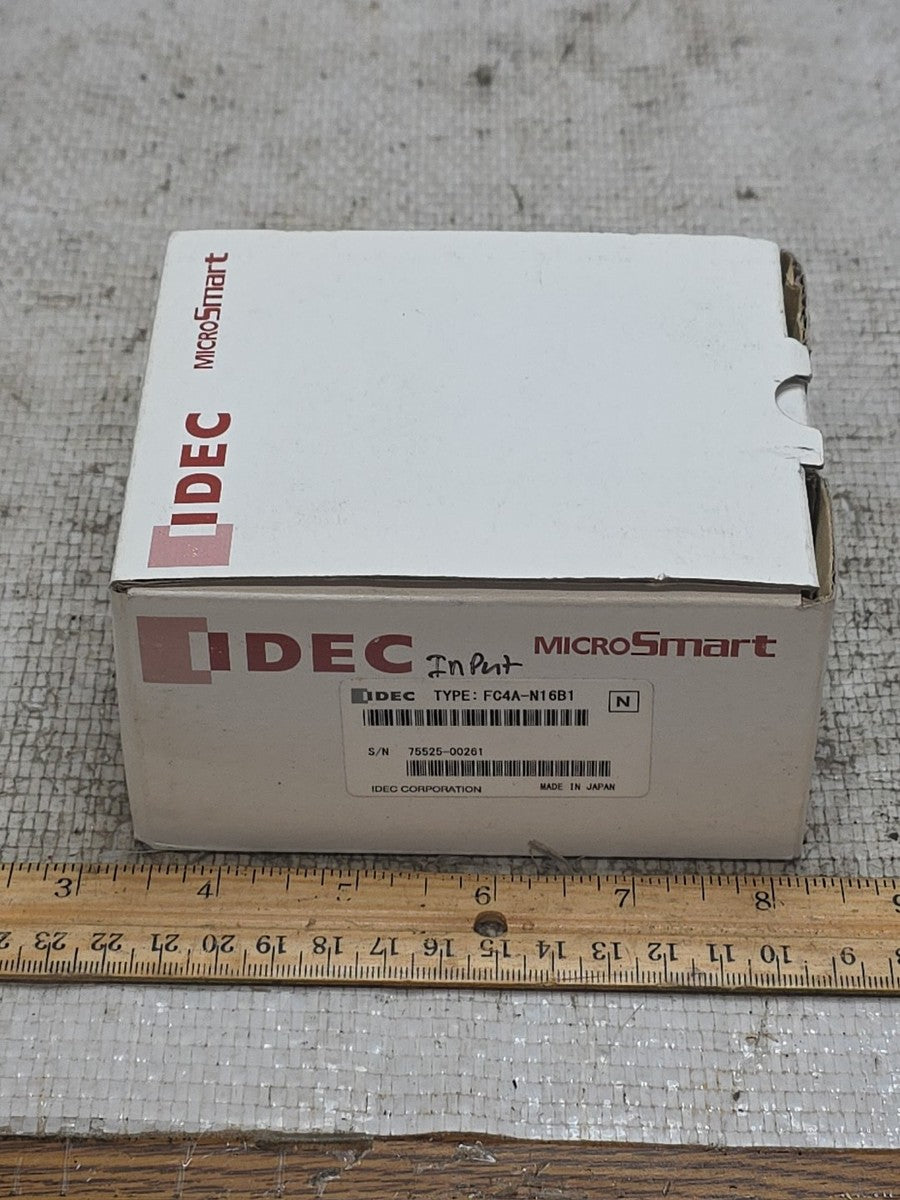 IDEC MICROSmart
IDEC MICROSmart
InPut
IDEC TYPE: FC4A-N16B1
N
S/N 75525-00261
IDEC CORPORATION MADE IN JAPAN
3 4 5 6 7 8 9
23 22 21 20 19 18 17 16 15 14 13 12 11 10 9 8